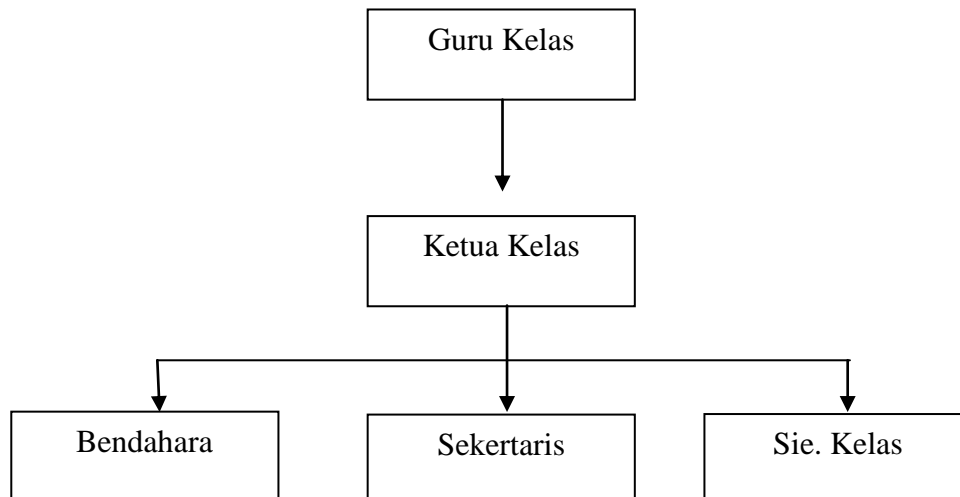 Guru Kelas
Ketua Kelas
Bendahara
Sekertaris
Sie. Kelas